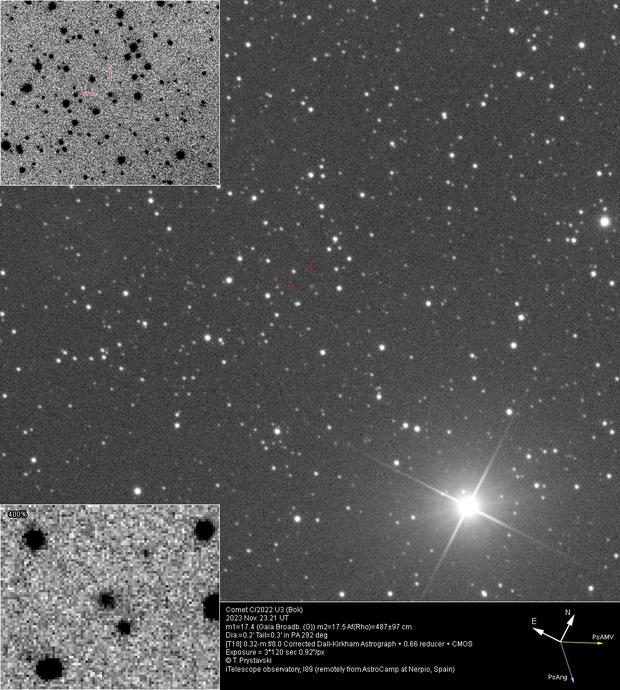 400%
Comet C/2022 U3 (Bok)
2023 Nov. 23.21 UT
m1=17.4 (Gaia Broadb. (G)) m2=17.5 Af(Rho)=487±97 cm
Dia.=0.2' Tail=0.3' in PA 292 deg
[T18] 0.32-m f/8.0 Corrected Dall-Kirkham Astrograph + 0.66 reducer + CMOS
Exposure = 3*120 sec 0.92"/px
© T. Prystavski
iTelescope observatory, I89 (remotely from AstroCamp at Nerpio, Spain)
N
E
PsAMV
PsAng